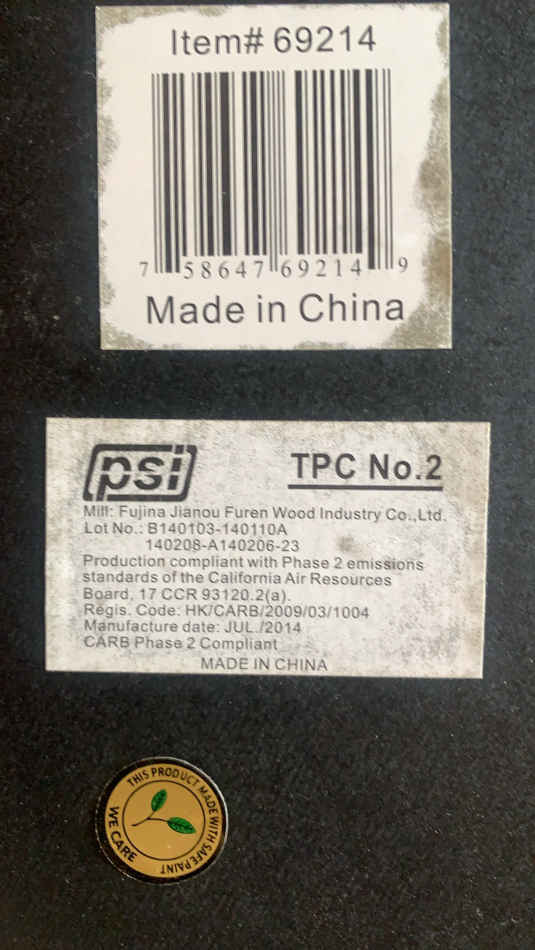 Item# 69214
7 58647 69214 9
Made in China
psi
TPC No.2
Mill: Fujina Jianou Furen Wood Industry Co.,Ltd.
Lot No.: B140103-140110A
140208-A140206-23
Production compliant with Phase 2 emissions
standards of the California Air Resources
Board, 17 CCR 93120.2(a).
Regis. Code: HK/CARB/2009/03/1004
Manufacture date: JUL./2014
CARB Phase 2 Compliant
MADE IN CHINA
THIS PRODUCT MADE WITH SAFE PAINT
WE CARE